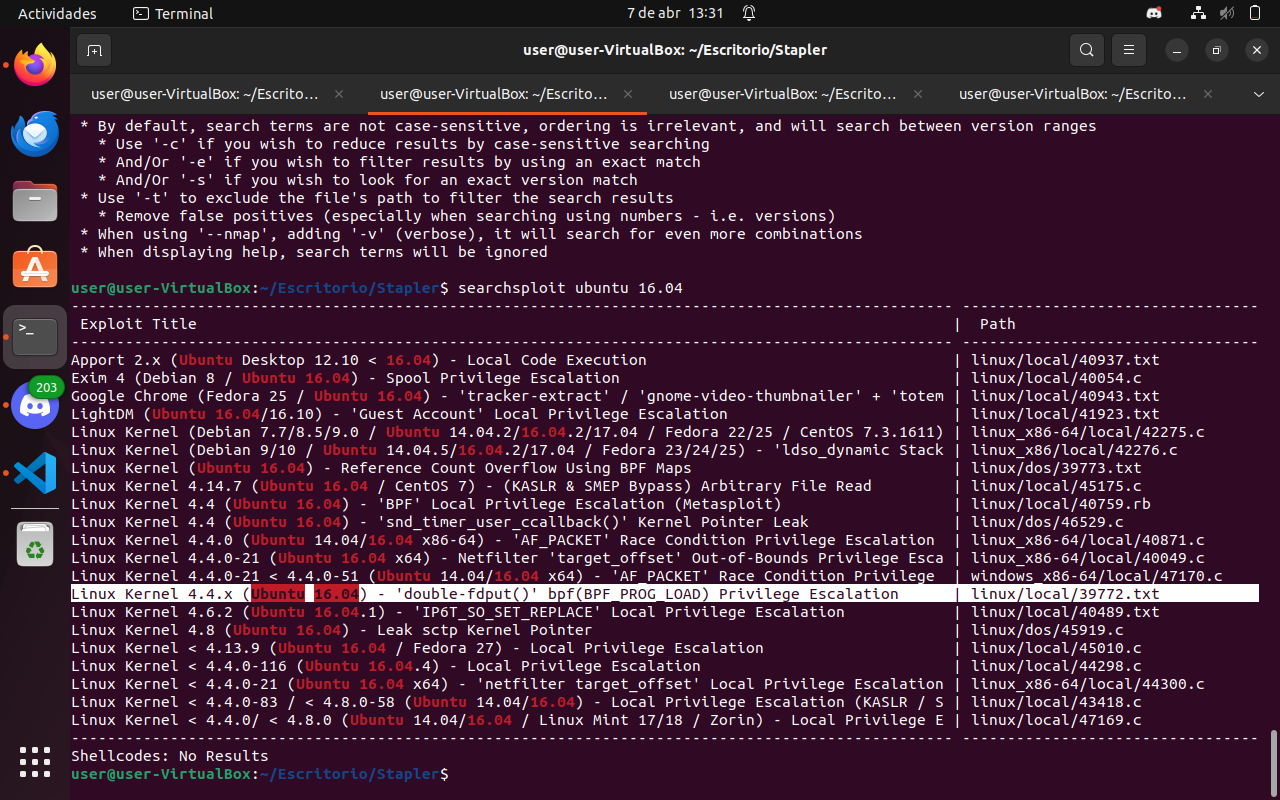 Actividades Terminal 7 de abr 13:31
user@user-VirtualBox: ~/Escritorio/Stapler
user@user-VirtualBox: ~/Escrito... user@user-VirtualBox: ~/Escrito... user@user-VirtualBox: ~/Escrito... user@user-VirtualBox: ~/Escrito...
* By default, search terms are not case-sensitive, ordering is irrelevant, and will search between version ranges
* Use '-c' if you wish to reduce results by case-sensitive searching
* And/Or '-e' if you wish to filter results by using an exact match
* And/Or '-s' if you wish to look for an exact version match
* Use '-t' to exclude the file's path to filter the search results
* Remove false positives (especially when searching using numbers - i.e. versions)
* When using '--nmap', adding '-v' (verbose), it will search for even more combinations
* When displaying help, search terms will be ignored
user@user-VirtualBox:~/Escritorio/Stapler$ searchsploit ubuntu 16.04
Exploit Title | Path
Apport 2.x (Ubuntu Desktop 12.10 < 16.04) - Local Code Execution | linux/local/40937.txt
Exim 4 (Debian 8 / Ubuntu 16.04) - Spool Privilege Escalation | linux/local/40054.c
Google Chrome (Fedora 25 / Ubuntu 16.04) - 'tracker-extract' / 'gnome-video-thumbnailer' + 'totem | linux/local/40943.txt
LightDM (Ubuntu 16.04/16.10) - 'Guest Account' Local Privilege Escalation | linux/local/41923.txt
Linux Kernel (Debian 7.7/8.5/9.0 / Ubuntu 14.04.2/16.04.2/17.04 / Fedora 22/25 / CentOS 7.3.1611) | linux_x86-64/local/42275.c
Linux Kernel (Debian 9/10 / Ubuntu 14.04.5/16.04.2/17.04 / Fedora 23/24/25) - 'ldso_dynamic Stack | linux_x86/local/42276.c
Linux Kernel (Ubuntu 16.04) - Reference Count Overflow Using BPF Maps | linux/dos/39773.txt
Linux Kernel 4.14.7 (Ubuntu 16.04 / CentOS 7) - (KASLR & SMEP Bypass) Arbitrary File Read | linux/local/45175.c
Linux Kernel 4.4 (Ubuntu 16.04) - 'BPF' Local Privilege Escalation (Metasploit) | linux/local/40759.rb
Linux Kernel 4.4 (Ubuntu 16.04) - 'snd_timer_user_ccallback()' Kernel Pointer Leak | linux/dos/46529.c
Linux Kernel 4.4.0 (Ubuntu 14.04/16.04 x86-64) - 'AF_PACKET' Race Condition Privilege Escalation | linux_x86-64/local/40871.c
Linux Kernel 4.4.0-21 (Ubuntu 16.04 x64) - Netfilter 'target_offset' Out-of-Bounds Privilege Esca | linux_x86-64/local/40049.c
Linux Kernel 4.4.0-21 < 4.4.0-51 (Ubuntu 14.04/16.04 x64) - 'AF_PACKET' Race Condition Privilege | windows_x86-64/local/47170.c
Linux Kernel 4.4.x (Ubuntu 16.04) - 'double-fdput()' bpf(BPF_PROG_LOAD) Privilege Escalation | linux/local/39772.txt
Linux Kernel 4.6.2 (Ubuntu 16.04.1) - 'IP6T_SO_SET_REPLACE' Local Privilege Escalation | linux/local/40489.txt
Linux Kernel 4.8 (Ubuntu 16.04) - Leak sctp Kernel Pointer | linux/dos/45919.c
Linux Kernel < 4.13.9 (Ubuntu 16.04 / Fedora 27) - Local Privilege Escalation | linux/local/45010.c
Linux Kernel < 4.4.0-116 (Ubuntu 16.04.4) - Local Privilege Escalation | linux/local/44298.c
Linux Kernel < 4.4.0-21 (Ubuntu 16.04 x64) - 'netfilter target_offset' Local Privilege Escalation | linux_x86-64/local/44300.c
Linux Kernel < 4.4.0-83 / < 4.8.0-58 (Ubuntu 14.04/16.04) - Local Privilege Escalation (KASLR / S | linux/local/43418.c
Linux Kernel < 4.4.0/ < 4.8.0 (Ubuntu 14.04/16.04 / Linux Mint 17/18 / Zorin) - Local Privilege E | linux/local/47169.c
Shellcodes: No Results
user@user-VirtualBox:~/Escritorio/Stapler$
203